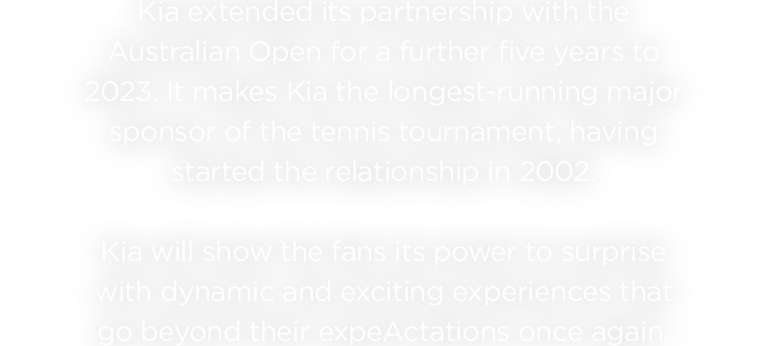 Kia extended its partnership with the
Australian Open for a further five years to
2023. It makes Kia the longest-running major
sponsor of the tennis tournament, having
started the relationship in 2002.
Kia will show the fans its power to surprise
with dynamic and exciting experiences that
go beyond their expeActations once again.